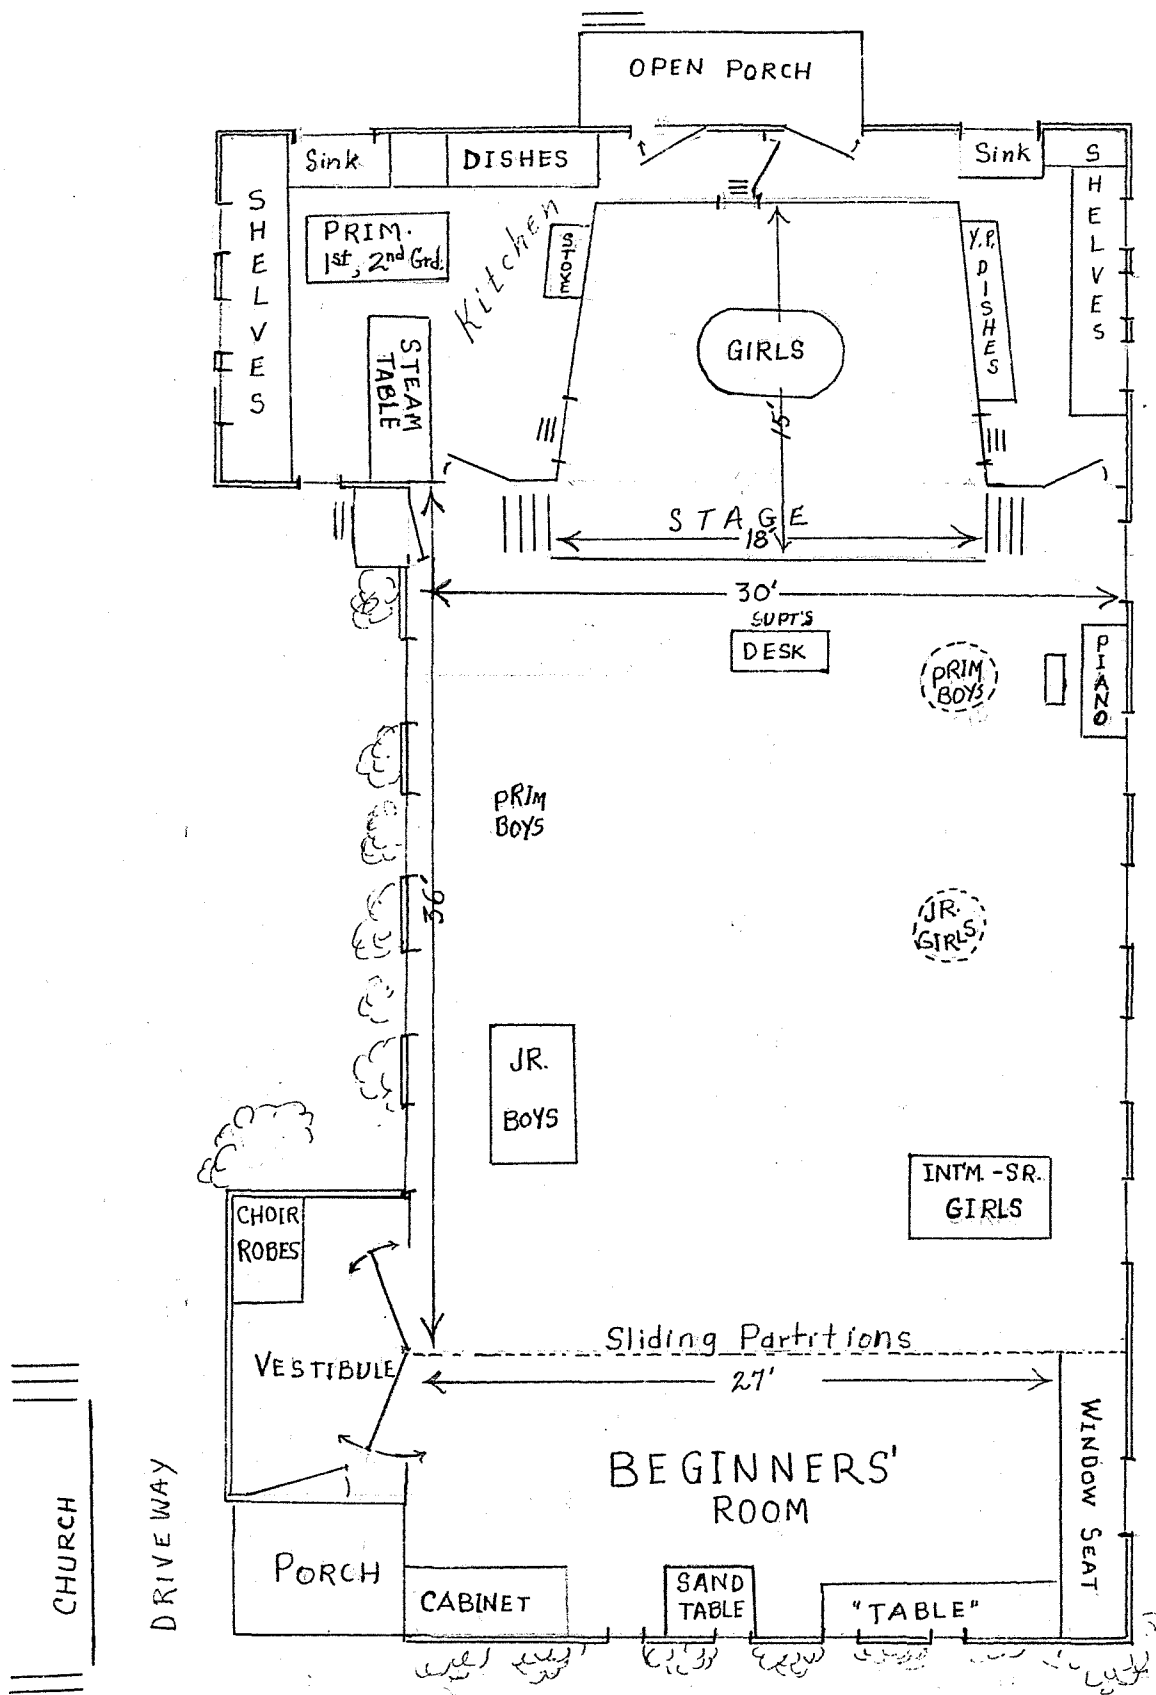 OPEN PORCH
Sink
DISHES
Sink
SHELVES
SHELVES
PRIM.
1st, 2nd Grd.
Kitchen
STOVE
Y.P. DISHES
STEAM
TABLE
GIRLS
15'
STAGE
18'
30'
SUPT'S
DESK
PRIM
BOYS
PIANO
PRIM
BOYS
36'
JR.
GIRLS
JR.
BOYS
INT'M.-SR.
GIRLS
CHOIR
ROBES
Sliding Partitions
VESTIBULE
27'
WINDOW SEAT
BEGINNERS'
ROOM
CHURCH
DRIVEWAY
PORCH
CABINET
SAND
TABLE
"TABLE"